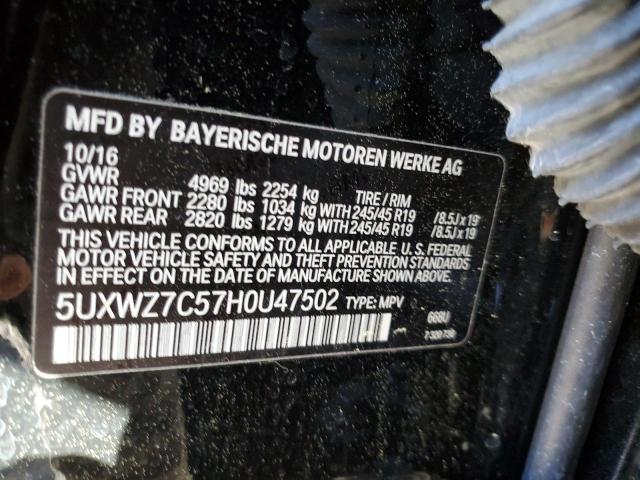 MFD BY BAYERISCHE MOTOREN WERKE AG
10/16
GVWR 4969 lbs 2254 kg TIRE / RIM
GAWR FRONT 2280 lbs 1034 kg WITH 245/45 R19 /8.5J x 19
GAWR REAR 2820 lbs 1279 kg WITH 245/45 R19 /8.5J x 19
THIS VEHICLE CONFORMS TO ALL APPLICABLE U. S. FEDERAL
MOTOR VEHICLE SAFETY AND THEFT PREVENTION STANDARDS
IN EFFECT ON THE DATE OF MANUFACTURE SHOWN ABOVE.
5UXWZ7C57H0U47502 TYPE: MPV
668U